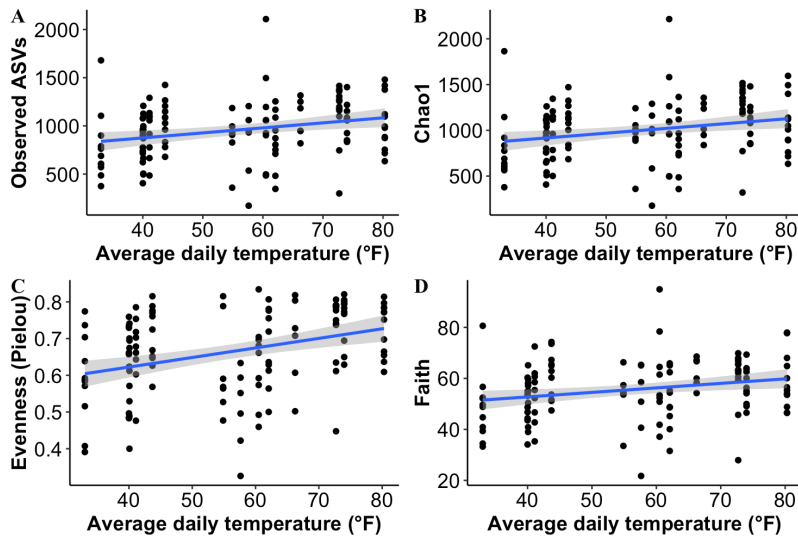 A
Observed ASVs
2000
1500
1000
500
40 50 60 70 80
Average daily temperature (°F)
B
Chao1
2000
1500
1000
500
40 50 60 70 80
Average daily temperature (°F)
C
Evenness (Pielou)
0.8
0.7
0.6
0.5
0.4
40 50 60 70 80
Average daily temperature (°F)
D
Faith
80
60
40
20
40 50 60 70 80
Average daily temperature (°F)